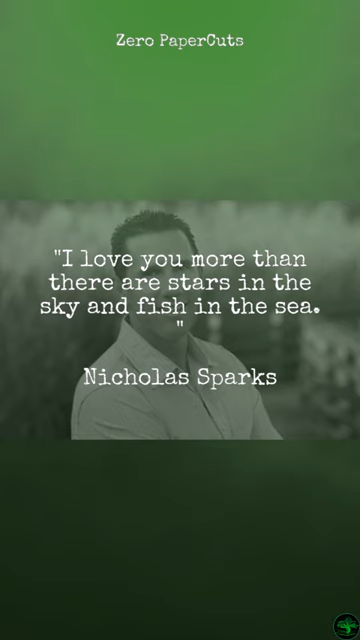 Zero PaperCuts
"I love you more than
there are stars in the
sky and fish in the sea.
"
Nicholas Sparks